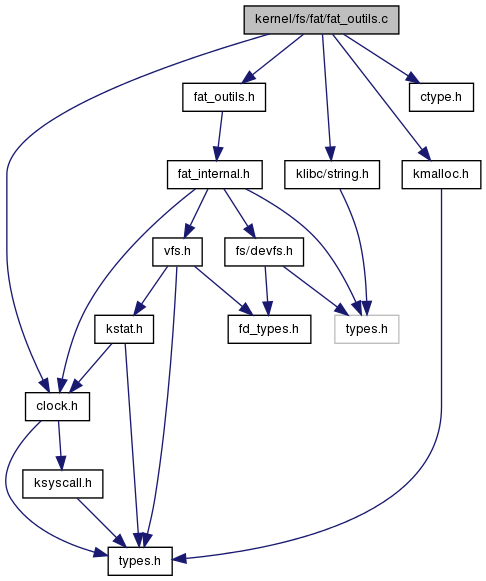 kernel/fs/fat/fat_outils.c
fat_outils.h
ctype.h
fat_internal.h
klibc/string.h
kmalloc.h
vfs.h
fs/devfs.h
kstat.h
fd_types.h
types.h
clock.h
ksyscall.h
types.h